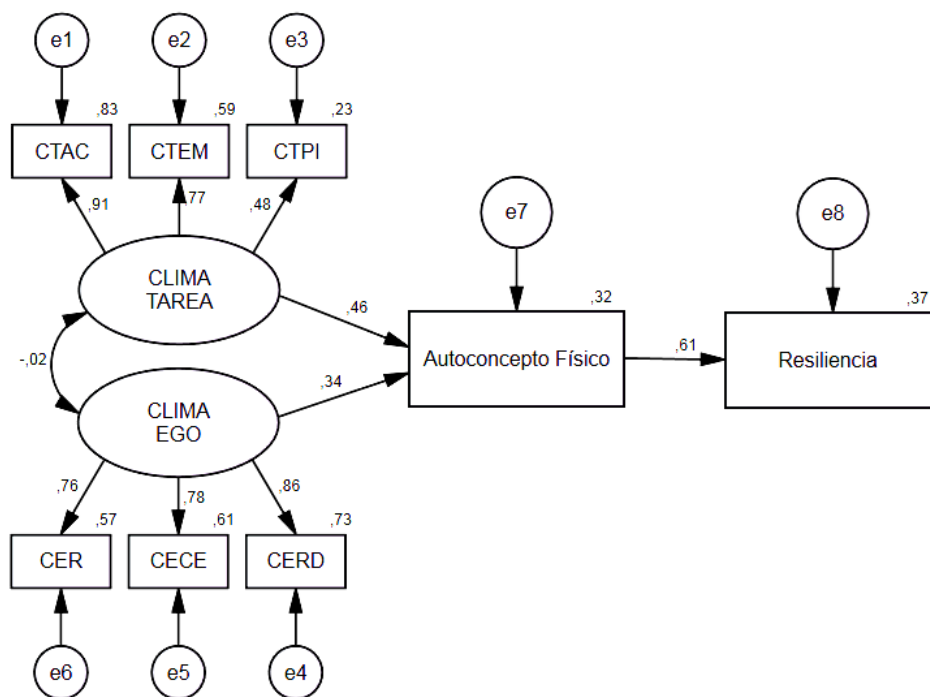 e1 e2 e3
,83 ,59 ,23
CTAC CTEM CTPI
,91 ,77 ,48
e7 e8
CLIMA
TAREA
,46
,32
,37
-,02
Autoconcepto Físico
,61
Resiliencia
,34
CLIMA
EGO
,76 ,78 ,86
,57 ,61 ,73
CER CECE CERD
e6 e5 e4